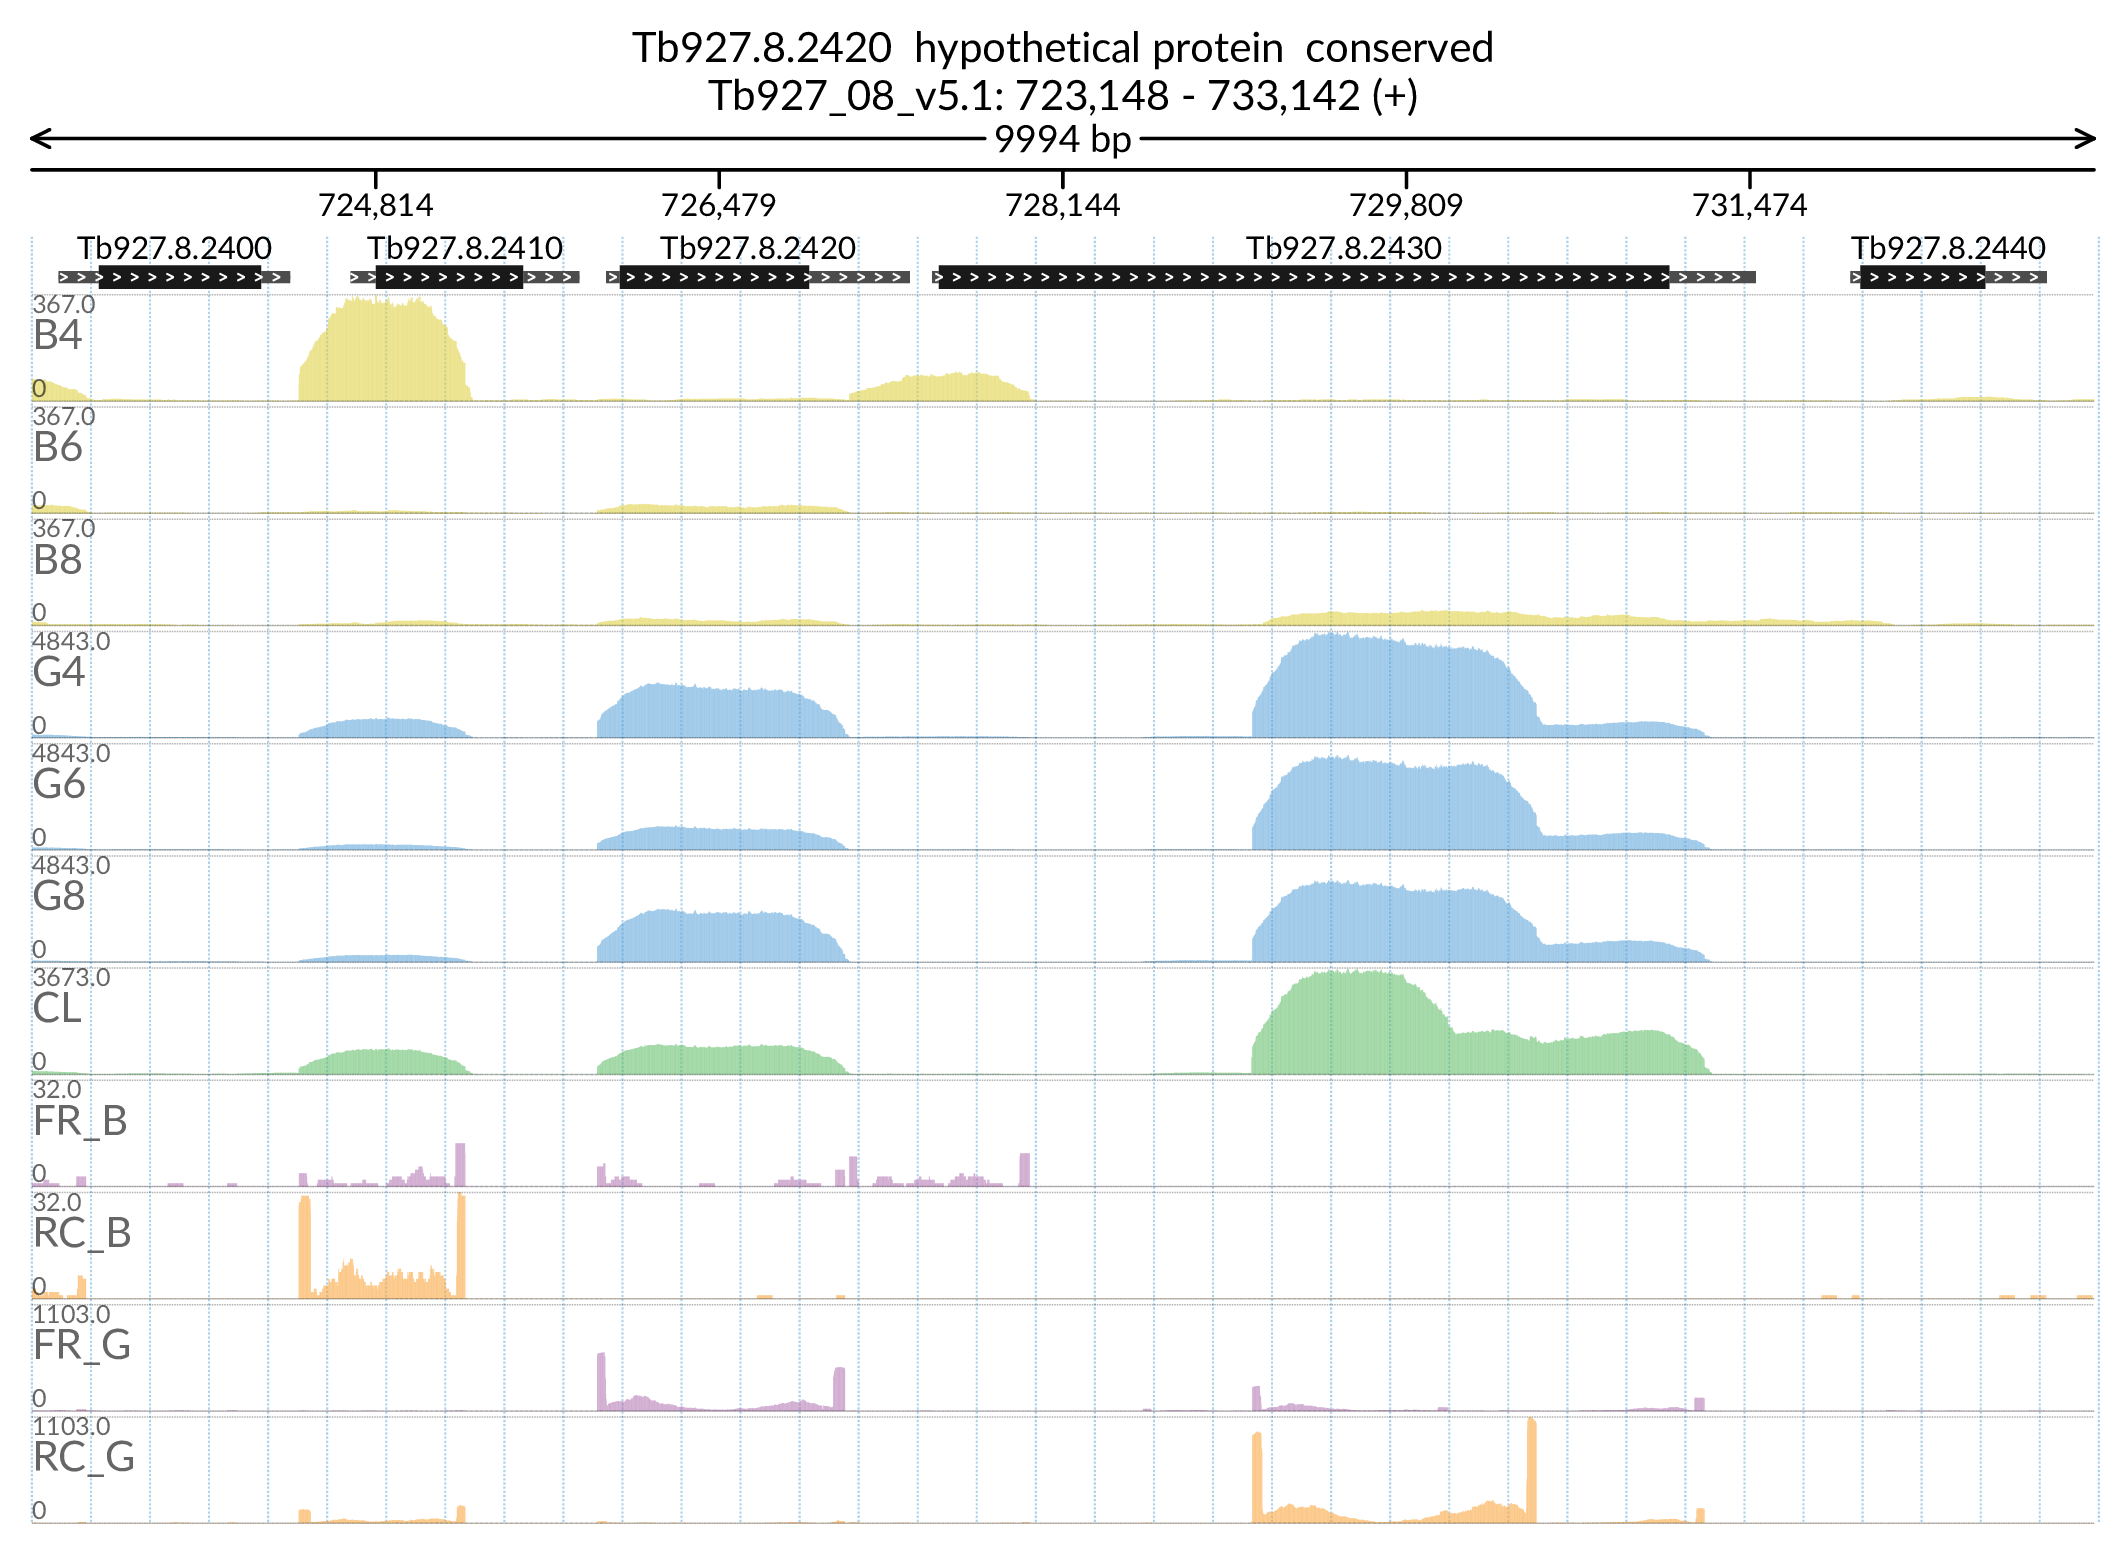 Tb927.8.2420  hypothetical protein  conserved
Tb927_08_v5.1: 723,148 - 733,142 (+)
9994 bp
724,814 726,479 728,144 729,809 731,474
Tb927.8.2400 Tb927.8.2410 Tb927.8.2420 Tb927.8.2430 Tb927.8.2440
367.0
B4
0
367.0
B6
0
367.0
B8
0
4843.0
G4
0
4843.0
G6
0
4843.0
G8
0
3673.0
CL
0
32.0
FR_B
0
32.0
RC_B
0
1103.0
FR_G
0
1103.0
RC_G
0